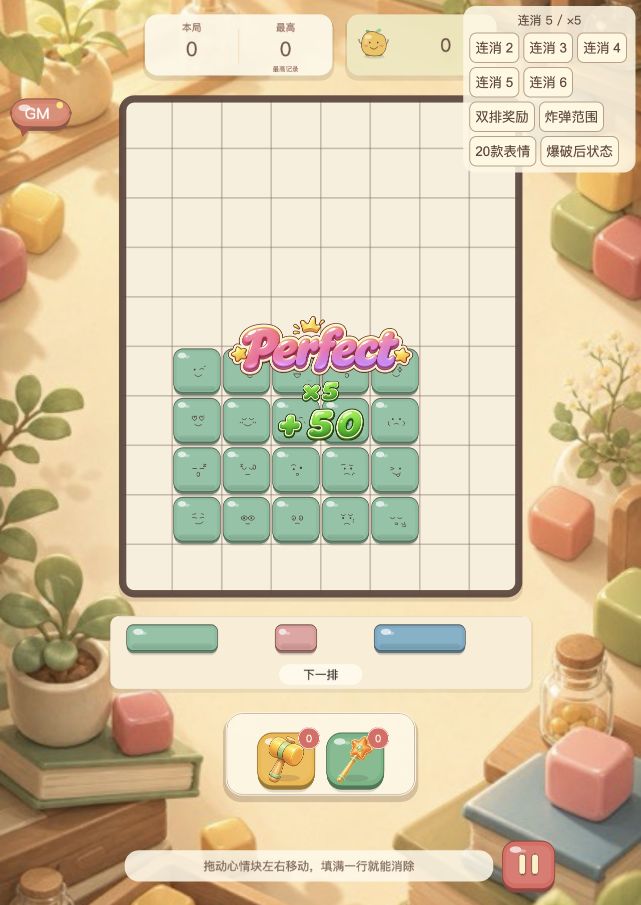 本局
0
最高
0
最高记录
0
连消 5 / ×5
连消 2
连消 3
连消 4
连消 5
连消 6
双排奖励
炸弹范围
20款表情
爆破后状态
GM
Perfect
×5
+50
下一排
0
0
拖动心情块左右移动，填满一行就能消除